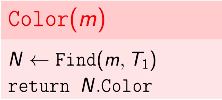 Color(m)
N ← Find(m, T₁)
return N.Color